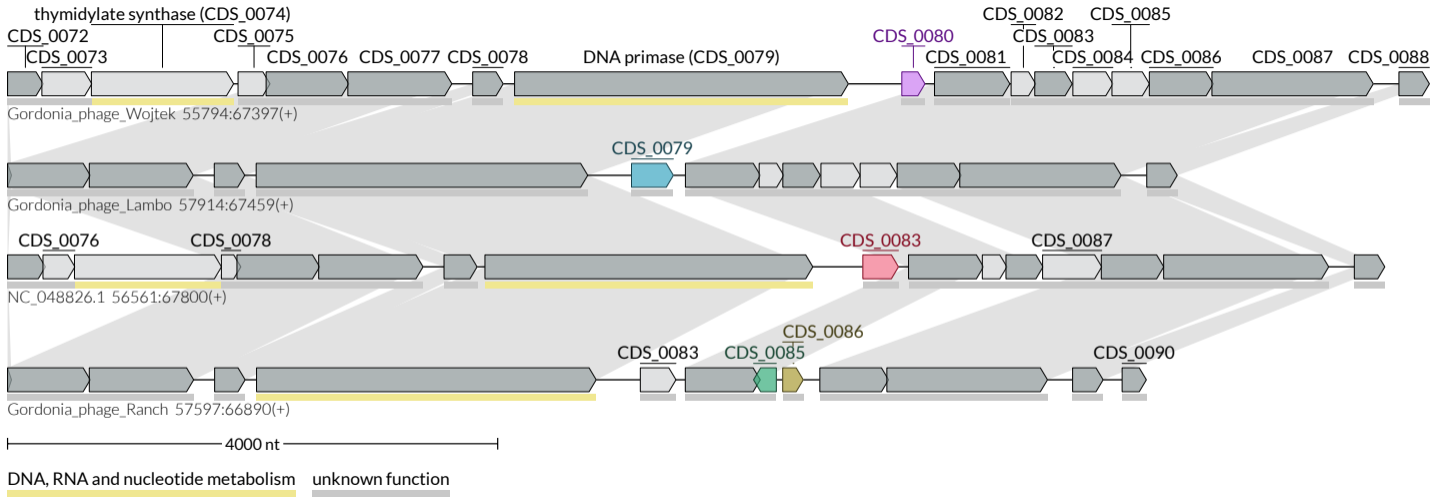 thymidylate synthase (CDS_0074) CDS_0082 CDS_0085
CDS_0072 CDS_0075 CDS_0080 CDS_0083
CDS_0073 CDS_0076 CDS_0077 CDS_0078 DNA primase (CDS_0079) CDS_0081 CDS_0084 CDS_0086 CDS_0087 CDS_0088
Gordonia_phage_Wojtek 55794:67397(+)
CDS_0079
Gordonia_phage_Lambo 57914:67459(+)
CDS_0076 CDS_0078 CDS_0083 CDS_0087
NC_048826.1 56561:67800(+)
CDS_0086
CDS_0083 CDS_0085 CDS_0090
Gordonia_phage_Ranch 57597:66890(+)
4000 nt
DNA, RNA and nucleotide metabolism unknown function